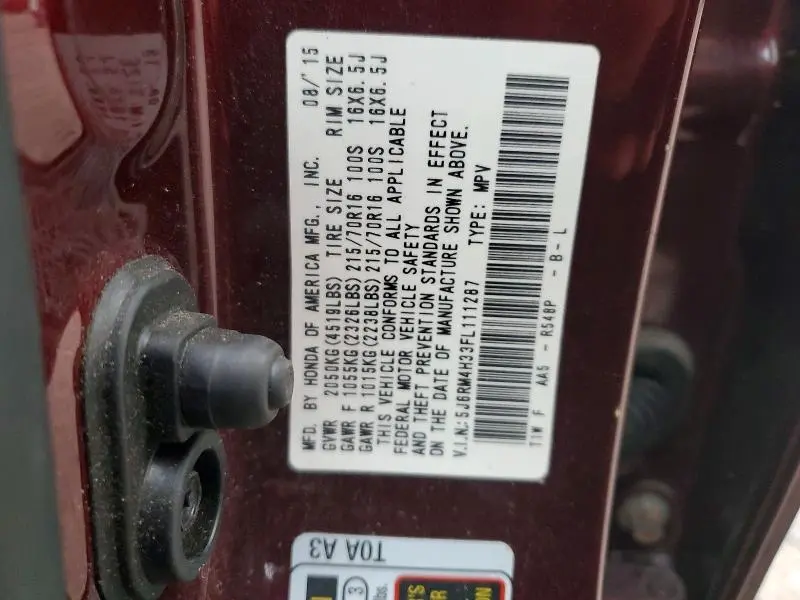 MFD. BY HONDA OF AMERICA MFG., INC. 08/'15
GVWR 2050KG(4519LBS) TIRE SIZE RIM SIZE
GAWR F 1055KG(2326LBS) 215/70R16 100S 16X6.5J
GAWR R 1015KG(2238LBS) 215/70R16 100S 16X6.5J
THIS VEHICLE CONFORMS TO ALL APPLICABLE
FEDERAL MOTOR VEHICLE SAFETY
AND THEFT PREVENTION STANDARDS IN EFFECT
ON THE DATE OF MANUFACTURE SHOWN ABOVE.
V.I.N:5J6RM4H33FL111287 TYPE: MPV
T1W F AA5 - R548P - B - L
T0A A3
3
lbs.